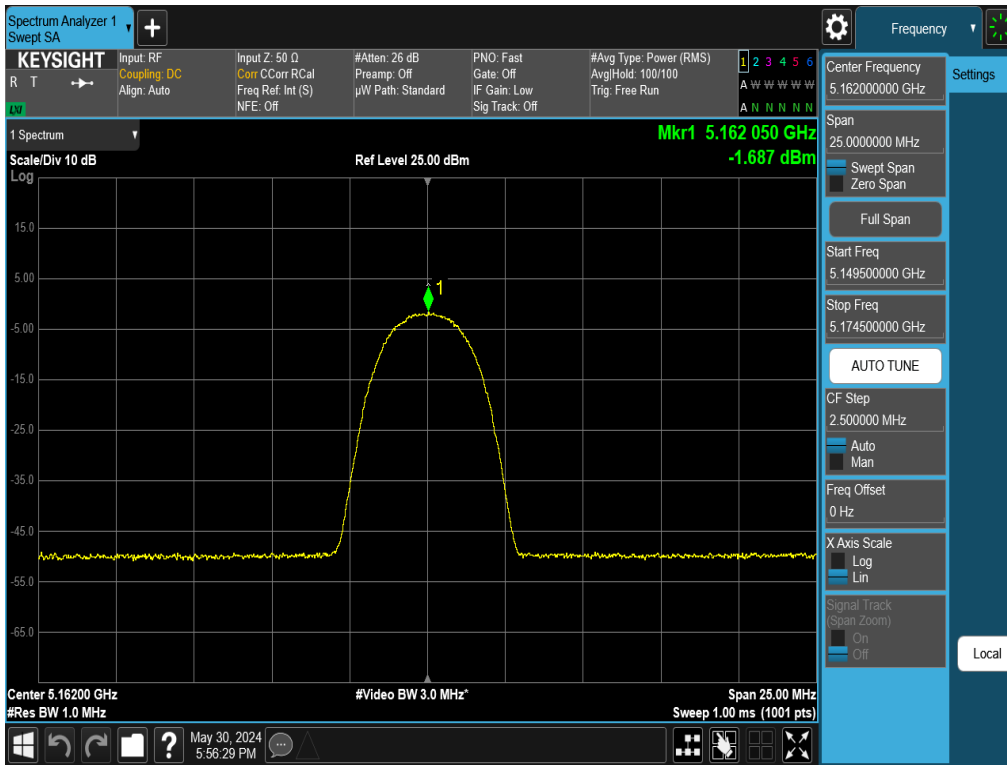 Spectrum Analyzer 1
Swept SA
+
Frequency
KEYSIGHT
R T
LXI
Input: RF
Coupling: DC
Align: Auto
Input Z: 50 Ω
Corr CCorr RCal
Freq Ref: Int (S)
NFE: Off
#Atten: 26 dB
Preamp: Off
µW Path: Standard
PNO: Fast
Gate: Off
IF Gain: Low
Sig Track: Off
#Avg Type: Power (RMS)
Avg|Hold: 100/100
Trig: Free Run
1 2 3 4 5 6
A W W W W W
A N N N N N
1 Spectrum
Scale/Div 10 dB
Log
Ref Level 25.00 dBm
Mkr1 5.162 050 GHz
-1.687 dBm
15.0
5.00
-5.00
-15.0
-25.0
-35.0
-45.0
-55.0
-65.0
1
Center 5.16200 GHz
#Res BW 1.0 MHz
#Video BW 3.0 MHz*
Span 25.00 MHz
Sweep 1.00 ms (1001 pts)
Center Frequency
5.162000000 GHz
Settings
Span
25.0000000 MHz
Swept Span
Zero Span
Full Span
Start Freq
5.149500000 GHz
Stop Freq
5.174500000 GHz
AUTO TUNE
CF Step
2.500000 MHz
Auto
Man
Freq Offset
0 Hz
X Axis Scale
Log
Lin
Signal Track
(Span Zoom)
On
Off
Local
?
May 30, 2024
5:56:29 PM